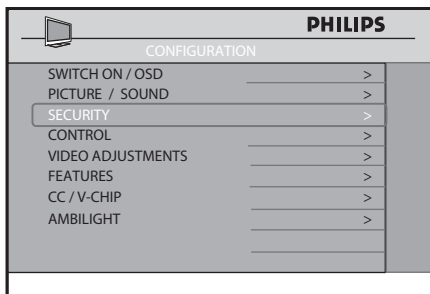 PHILIPS
CONFIGURATION
SWITCH ON / OSD >
PICTURE / SOUND >
SECURITY >
CONTROL >
VIDEO ADJUSTMENTS >
FEATURES >
CC / V-CHIP >
AMBILIGHT >